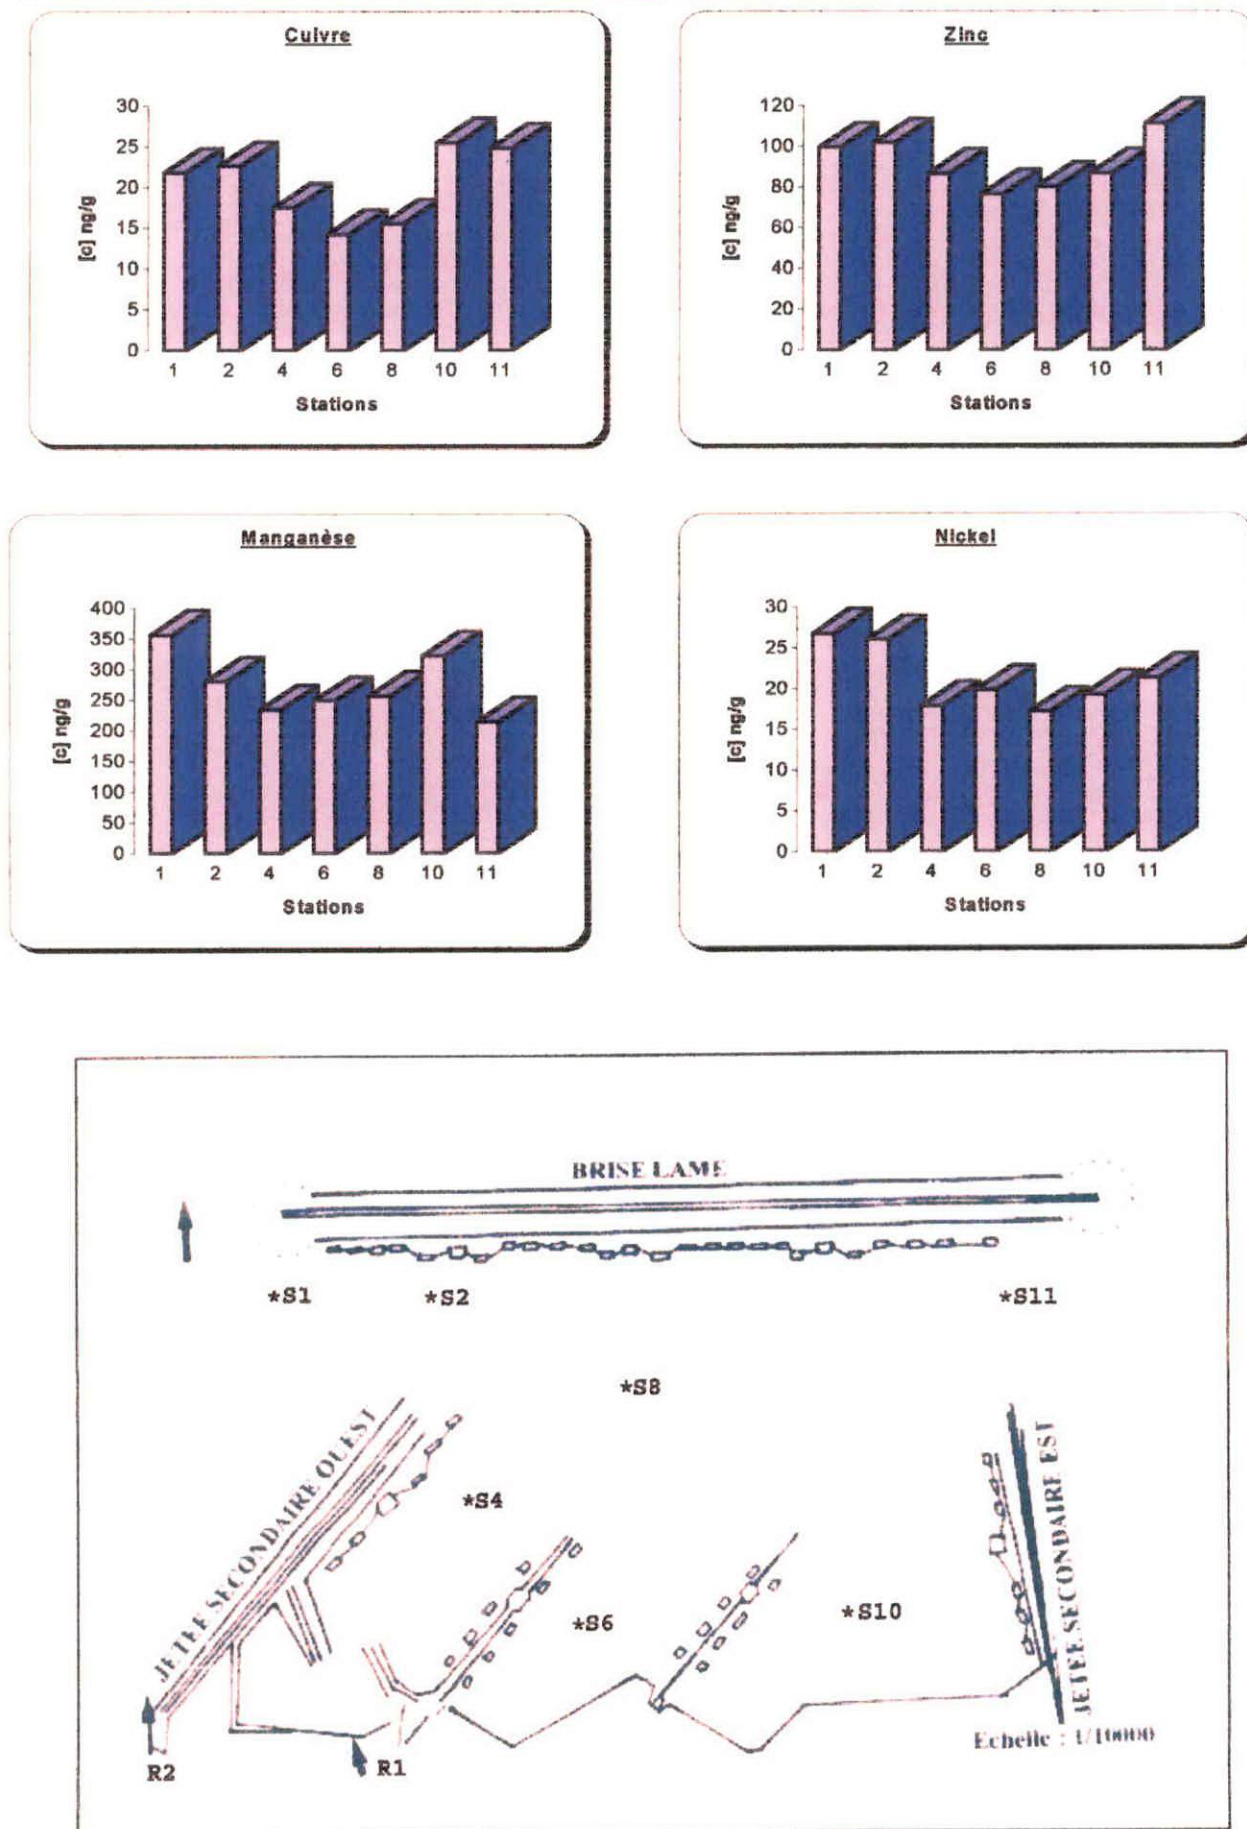 Cuivre
30
25
20
15
10
5
0
[c] ng/g
1 2 4 6 8 10 11
Stations
Zinc
120
100
80
60
40
20
0
[c] ng/g
1 2 4 6 8 10 11
Stations
Manganèse
400
350
300
250
200
150
100
50
0
[c] ng/g
1 2 4 6 8 10 11
Stations
Nickel
30
25
20
15
10
5
0
[c] ng/g
1 2 4 6 8 10 11
Stations
BRISE LAME
*S1 *S2 *S11
*S8
JETEE SECONDAIRE OUEST
*S4
JETEE SECONDAIRE EST
*S6 *S10
Echelle : 1/10000
R2 R1